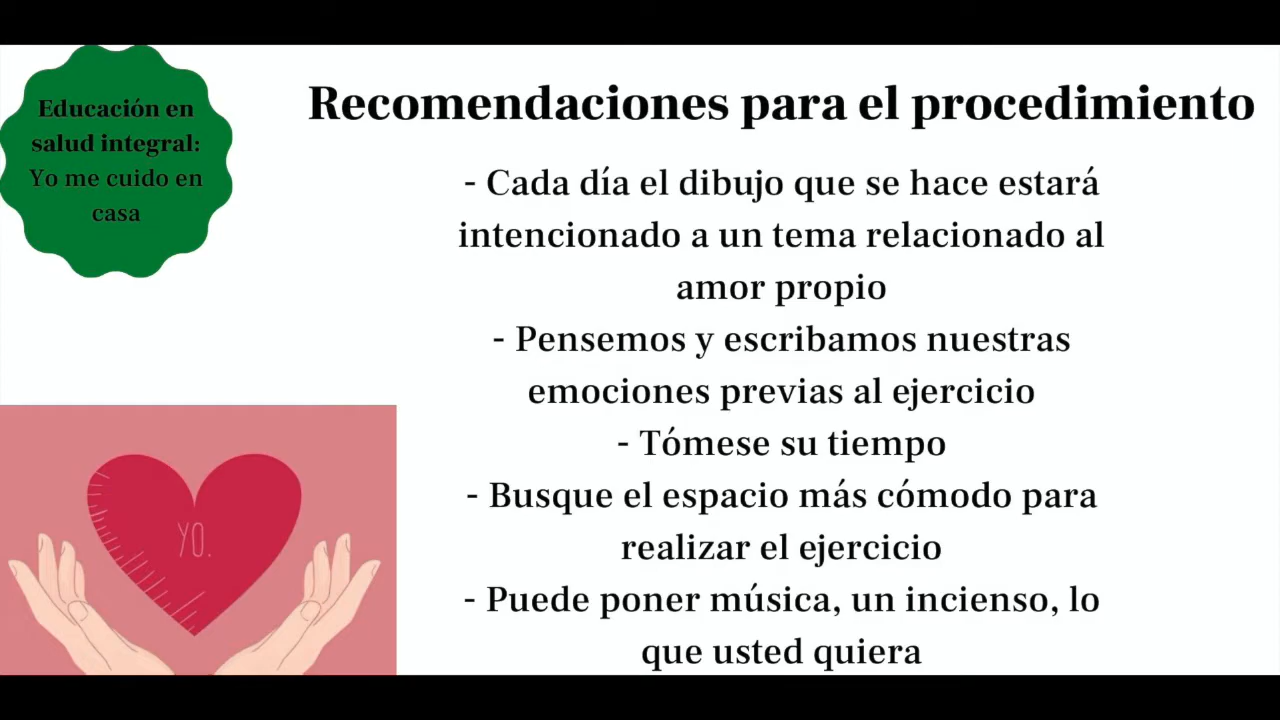 Educación en
salud integral:
Yo me cuido en
casa
Recomendaciones para el procedimiento
- Cada día el dibujo que se hace estará
intencionado a un tema relacionado al
amor propio
- Pensemos y escribamos nuestras
emociones previas al ejercicio
- Tómese su tiempo
- Busque el espacio más cómodo para
realizar el ejercicio
- Puede poner música, un incienso, lo
que usted quiera
YO.